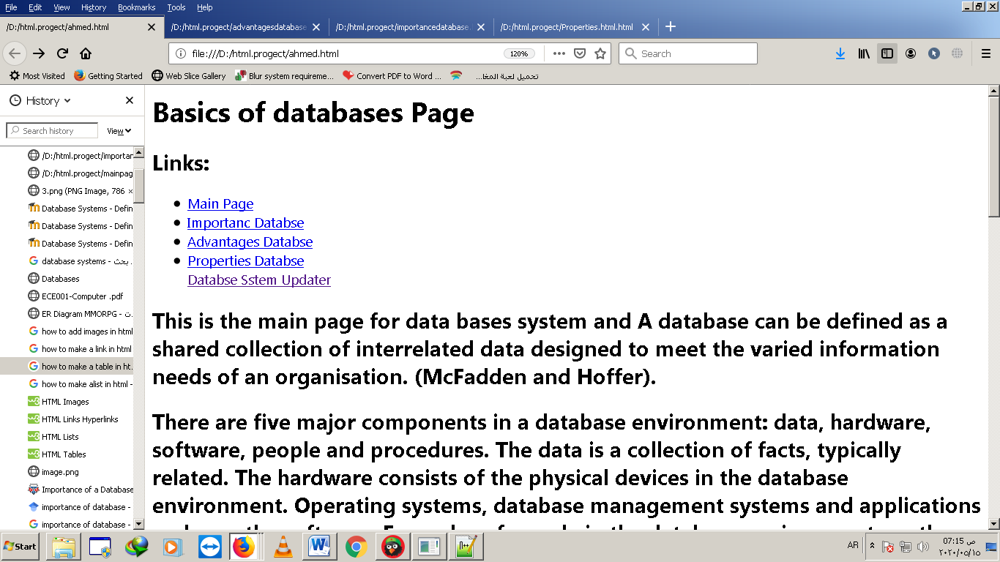 File Edit View History Bookmarks Tools Help
/D:/html.progect/ahmed.html
/D:/html.progect/advantagesdatabase
/D:/html.progect/importancedatabase.
/D:/html.progect/Properties.html.html
file:///D:/html.progect/ahmed.html
120%
Search
Most Visited
Getting Started
Web Slice Gallery
Blur system requireme...
Convert PDF to Word ...
تحميل لعبة المغا...
History
Search history
View
/D:/html.progect/importan
/D:/html.progect/mainpag
3.png (PNG Image, 786 ×
Database Systems - Defin
Database Systems - Defin
Database Systems - Defin
database systems - بحث
Databases
ECE001-Computer .pdf
ER Diagram MMORPG -
how to add images in html
how to make a link in html
how to make a table in ht...
how to make alist in html -
HTML Images
HTML Links Hyperlinks
HTML Lists
HTML Tables
image.png
Importance of a Database
importance of database -
importance of database -
Basics of databases Page
Links:
Main Page
Importanc Databse
Advantages Databse
Properties Databse
Databse Sstem Updater
This is the main page for data bases system and A database can be defined as a
shared collection of interrelated data designed to meet the varied information
needs of an organisation. (McFadden and Hoffer).
There are five major components in a database environment: data, hardware,
software, people and procedures. The data is a collection of facts, typically
related. The hardware consists of the physical devices in the database
environment. Operating systems, database management systems and applications
Start
AR
07:15 ص
٢٠٢٠/٠٥/١٥